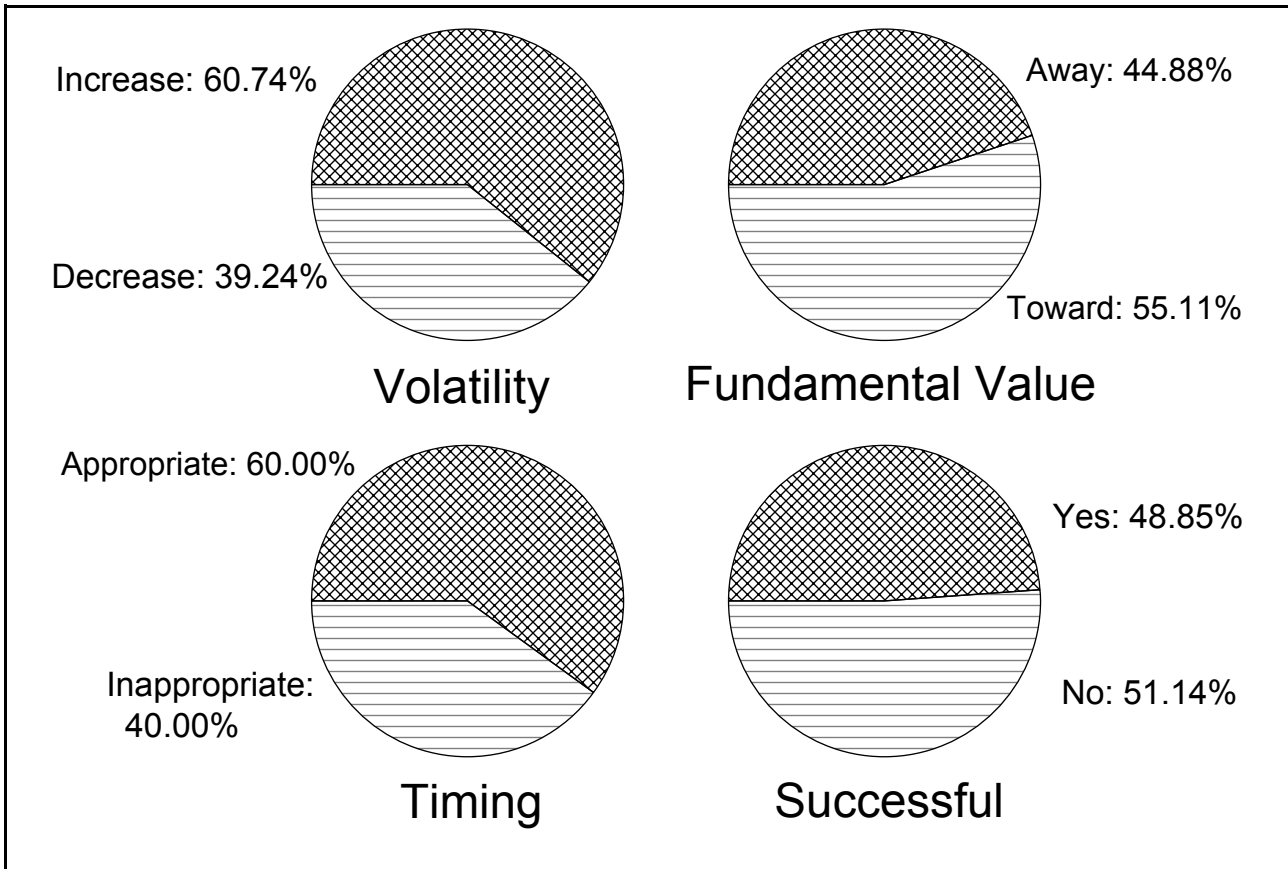 Increase: 60.74%
Decrease: 39.24%
Volatility
Away: 44.88%
Toward: 55.11%
Fundamental Value
Appropriate: 60.00%
Inappropriate:
40.00%
Timing
Yes: 48.85%
No: 51.14%
Successful